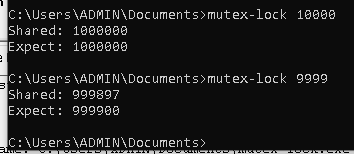 C:\Users\ADMIN\Documents>mutex-lock 10000
Shared: 1000000
Expect: 1000000
C:\Users\ADMIN\Documents>mutex-lock 9999
Shared: 999897
Expect: 999900
C:\Users\ADMIN\Documents>